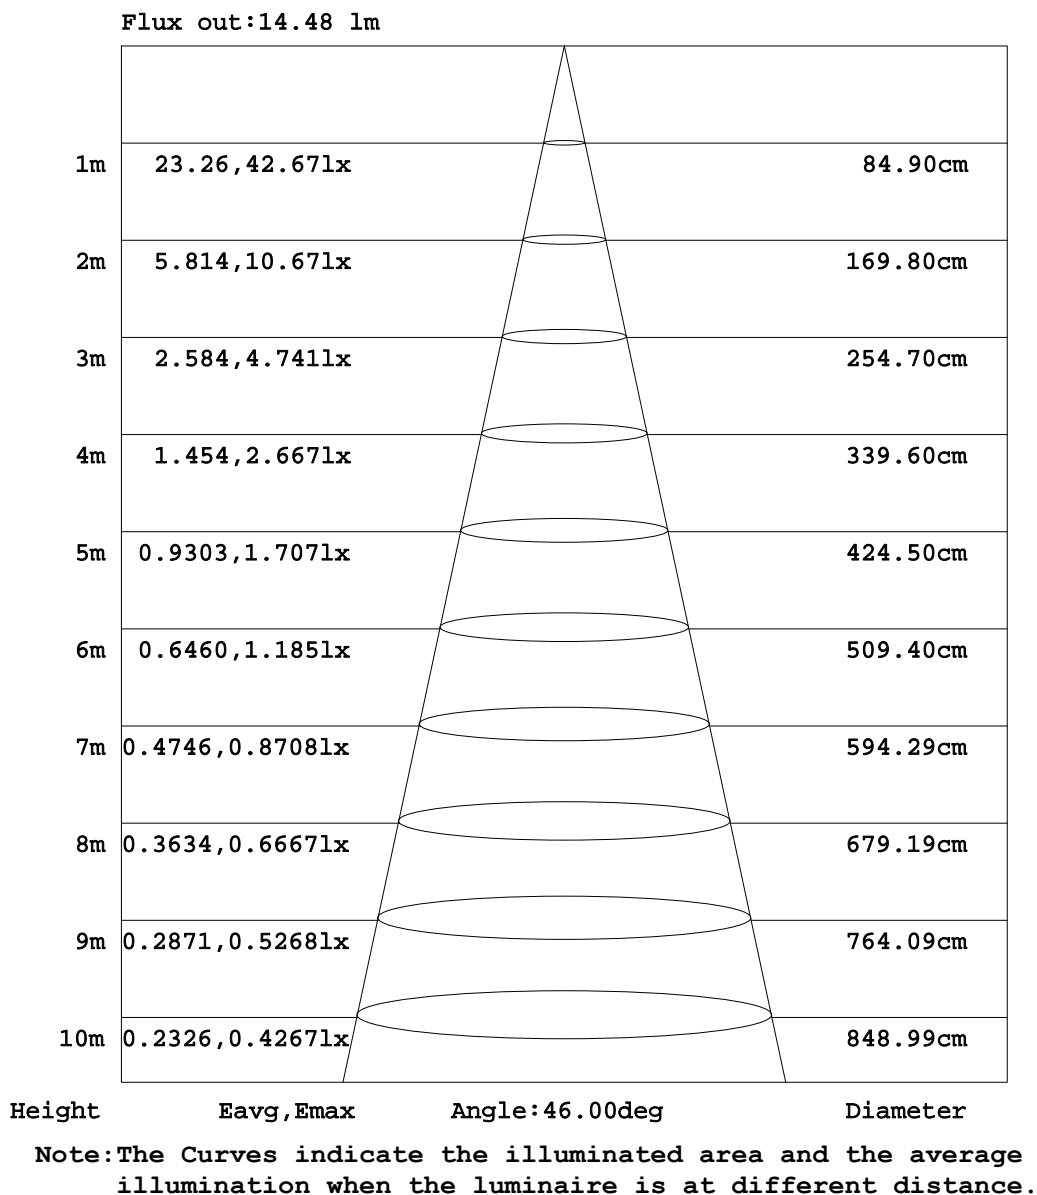 Flux out:14.48 lm
1m 23.26,42.67lx 84.90cm
2m 5.814,10.67lx 169.80cm
3m 2.584,4.741lx 254.70cm
4m 1.454,2.667lx 339.60cm
5m 0.9303,1.707lx 424.50cm
6m 0.6460,1.185lx 509.40cm
7m 0.4746,0.8708lx 594.29cm
8m 0.3634,0.6667lx 679.19cm
9m 0.2871,0.5268lx 764.09cm
10m 0.2326,0.4267lx 848.99cm
Height Eavg,Emax Angle:46.00deg Diameter
Note:The Curves indicate the illuminated area and the average
illumination when the luminaire is at different distance.